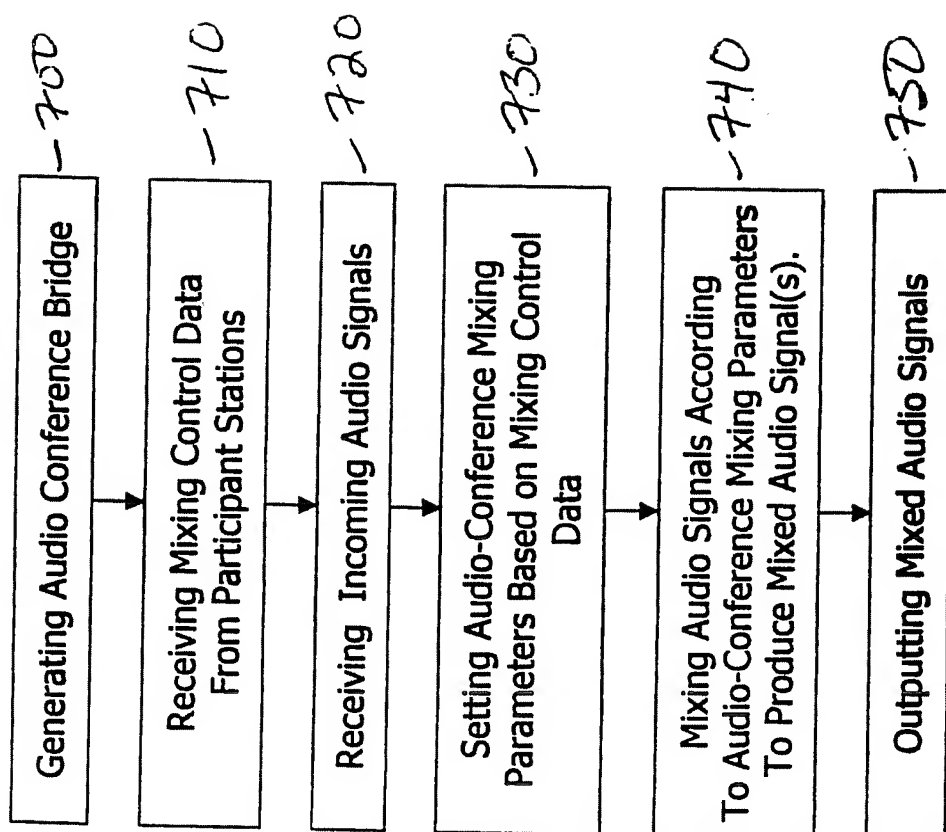 Generating Audio Conference Bridge
- 700
Receiving Mixing Control Data
From Participant Stations
- 710
Receiving Incoming Audio Signals
- 720
Setting Audio-Conference Mixing
Parameters Based on Mixing Control
Data
- 730
Mixing Audio Signals According
To Audio-Conference Mixing Parameters
To Produce Mixed Audio Signal(s).
- 740
Outputting Mixed Audio Signals
- 750